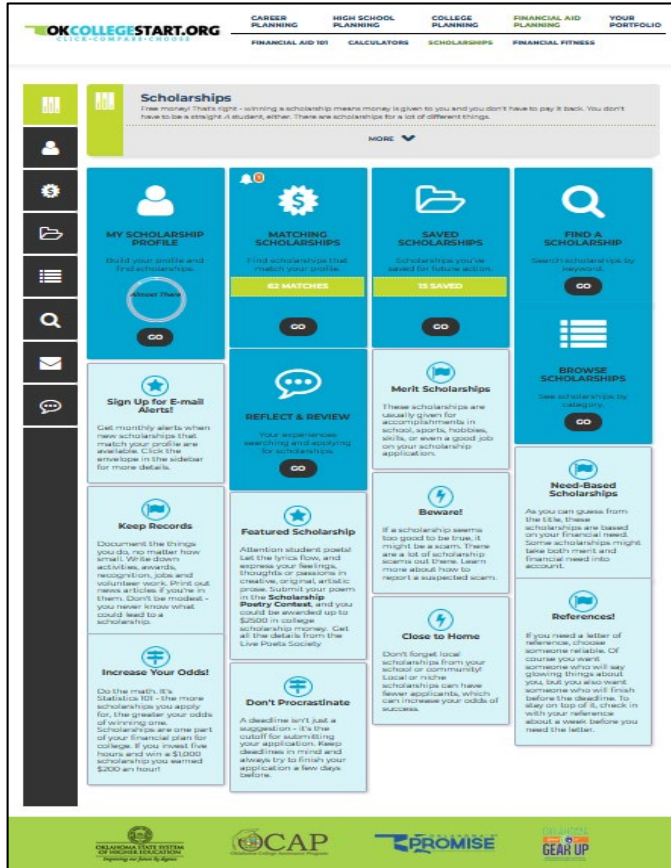 OKCOLLEGESTART.ORG
CLICK-COMPARE-CHOOSE
CAREER
PLANNING
HIGH SCHOOL
PLANNING
COLLEGE
PLANNING
FINANCIAL AID
PLANNING
YOUR
PORTFOLIO
FINANCIAL AID 101
CALCULATORS
SCHOLARSHIPS
FINANCIAL FITNESS
Scholarships
Free money! That's right - winning a scholarship means money is given to you and you don't have to pay it back. You don't
have to be a straight A student, either. There are scholarships for a lot of different things.
MORE
MY SCHOLARSHIP
PROFILE
Build your profile and
find scholarships.
Almost There
GO
MATCHING
SCHOLARSHIPS
Find scholarships that
match your profile.
62 MATCHES
GO
SAVED
SCHOLARSHIPS
Scholarships you've
saved for future action.
15 SAVED
GO
FIND A
SCHOLARSHIP
Search scholarships by
keyword.
GO
BROWSE
SCHOLARSHIPS
See scholarships by
category.
GO
Sign Up for E-mail
Alerts!
Get monthly alerts when
new scholarships that
match your profile are
available. Click the
envelope in the sidebar
for more details.
REFLECT & REVIEW
Your experiences
searching and applying
for scholarships.
GO
Merit Scholarships
These scholarships are
usually given for
accomplishments in
school, sports, hobbies,
skills, or even a good job
on your scholarship
application.
Need-Based
Scholarships
As you can guess from
the title, these
scholarships are based
on your financial need.
Some scholarships might
take both merit and
financial need into
account.
Keep Records
Document the things
you do, no matter how
small. Write down
activities, awards,
recognition, jobs and
volunteer work. Print out
news articles if you're in
them. Don't be modest -
you never know what
could lead to a
scholarship.
Featured Scholarship
Attention student poets!
Let the lyrics flow, and
express your feelings,
thoughts or passions in
creative, original, artistic
prose. Submit your poem
in the Scholarship
Poetry Contest, and you
could be awarded up to
$2500 in college
scholarship money. Get
all the details from the
Live Poets Society
Beware!
If a scholarship seems
too good to be true, it
might be a scam. There
are a lot of scholarship
scams out there. Learn
more about how to
report a suspected scam.
References!
If you need a letter of
reference, choose
someone reliable. Of
course you want
someone who will say
glowing things about
you, but you also want
someone who will finish
before the deadline. To
stay on top of it, check in
with your reference
about a week before you
need the letter.
Increase Your Odds!
Do the math. It's
Statistics 101 - the more
scholarships you apply
for, the greater your odds
of winning one.
Scholarships are one part
of your financial plan for
college. If you invest five
hours and win a $1,000
scholarship you earned
$200 an hour!
Don't Procrastinate
A deadline isn't just a
suggestion - it's the
cutoff for submitting
your application. Keep
deadlines in mind and
always try to finish your
application a few days
before.
Close to Home
Don't forget local
scholarships from your
school or community!
Local or niche
scholarships can have
fewer applicants, which
can increase your odds of
success.
OKLAHOMA STATE SYSTEM
OF HIGHER EDUCATION
Improving our future by degrees
OCAP
Oklahoma College Assistance Program
PROMISE
OKLAHOMA
GEAR UP